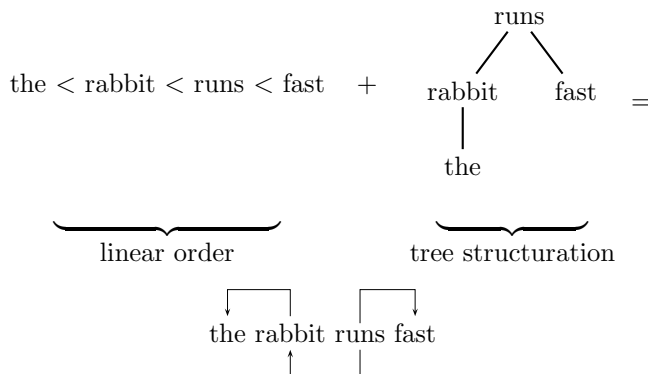 runs
the < rabbit < runs < fast + rabbit fast =
the
linear order tree structuration
the rabbit runs fast